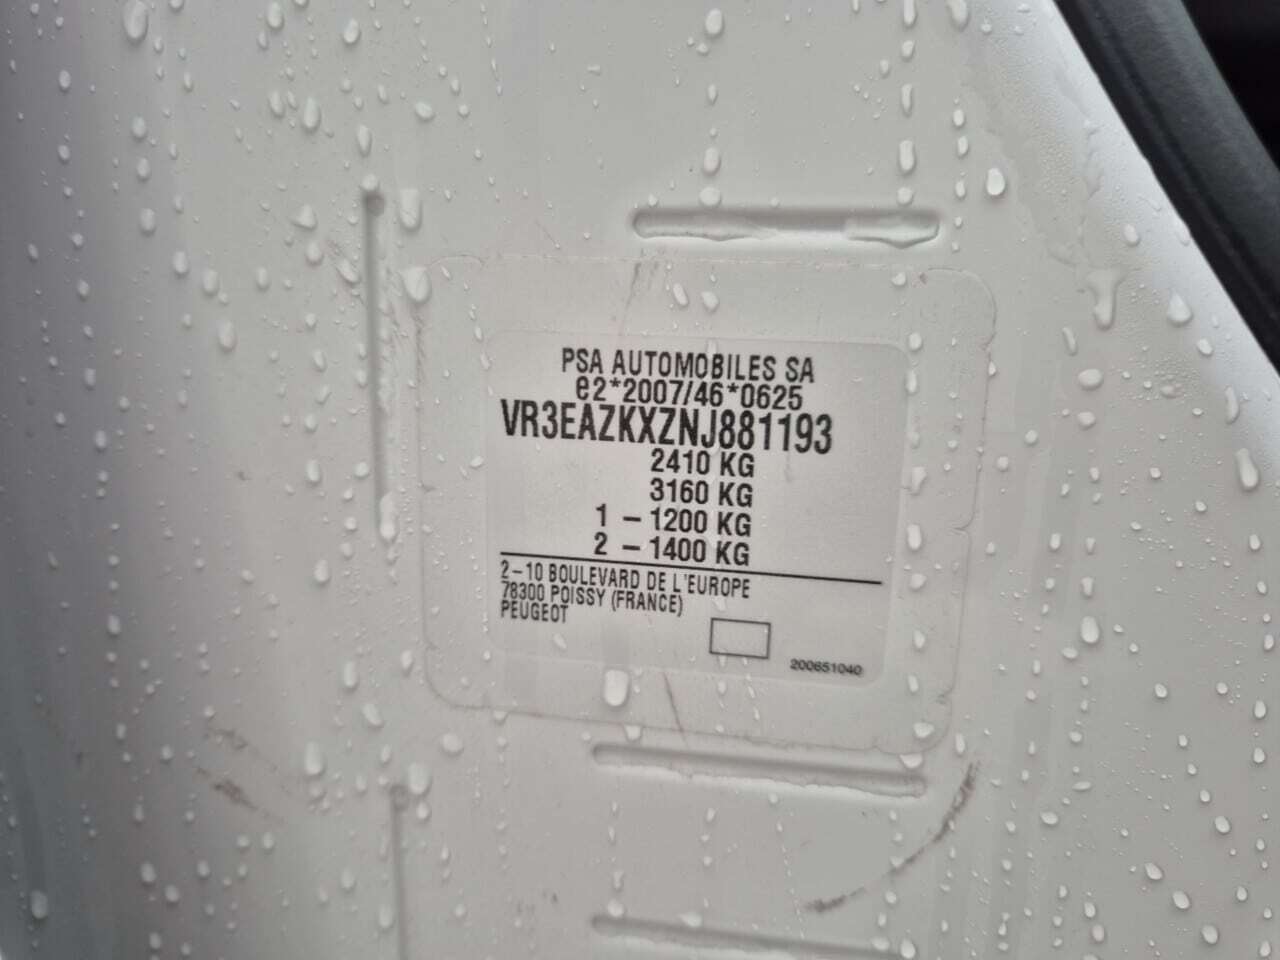 PSA AUTOMOBILES SA
e2*2007/46*0625
VR3EAZKXZNJ881193
2410 KG
3160 KG
1 – 1200 KG
2 – 1400 KG
2–10 BOULEVARD DE L'EUROPE
78300 POISSY (FRANCE)
PEUGEOT
200651040